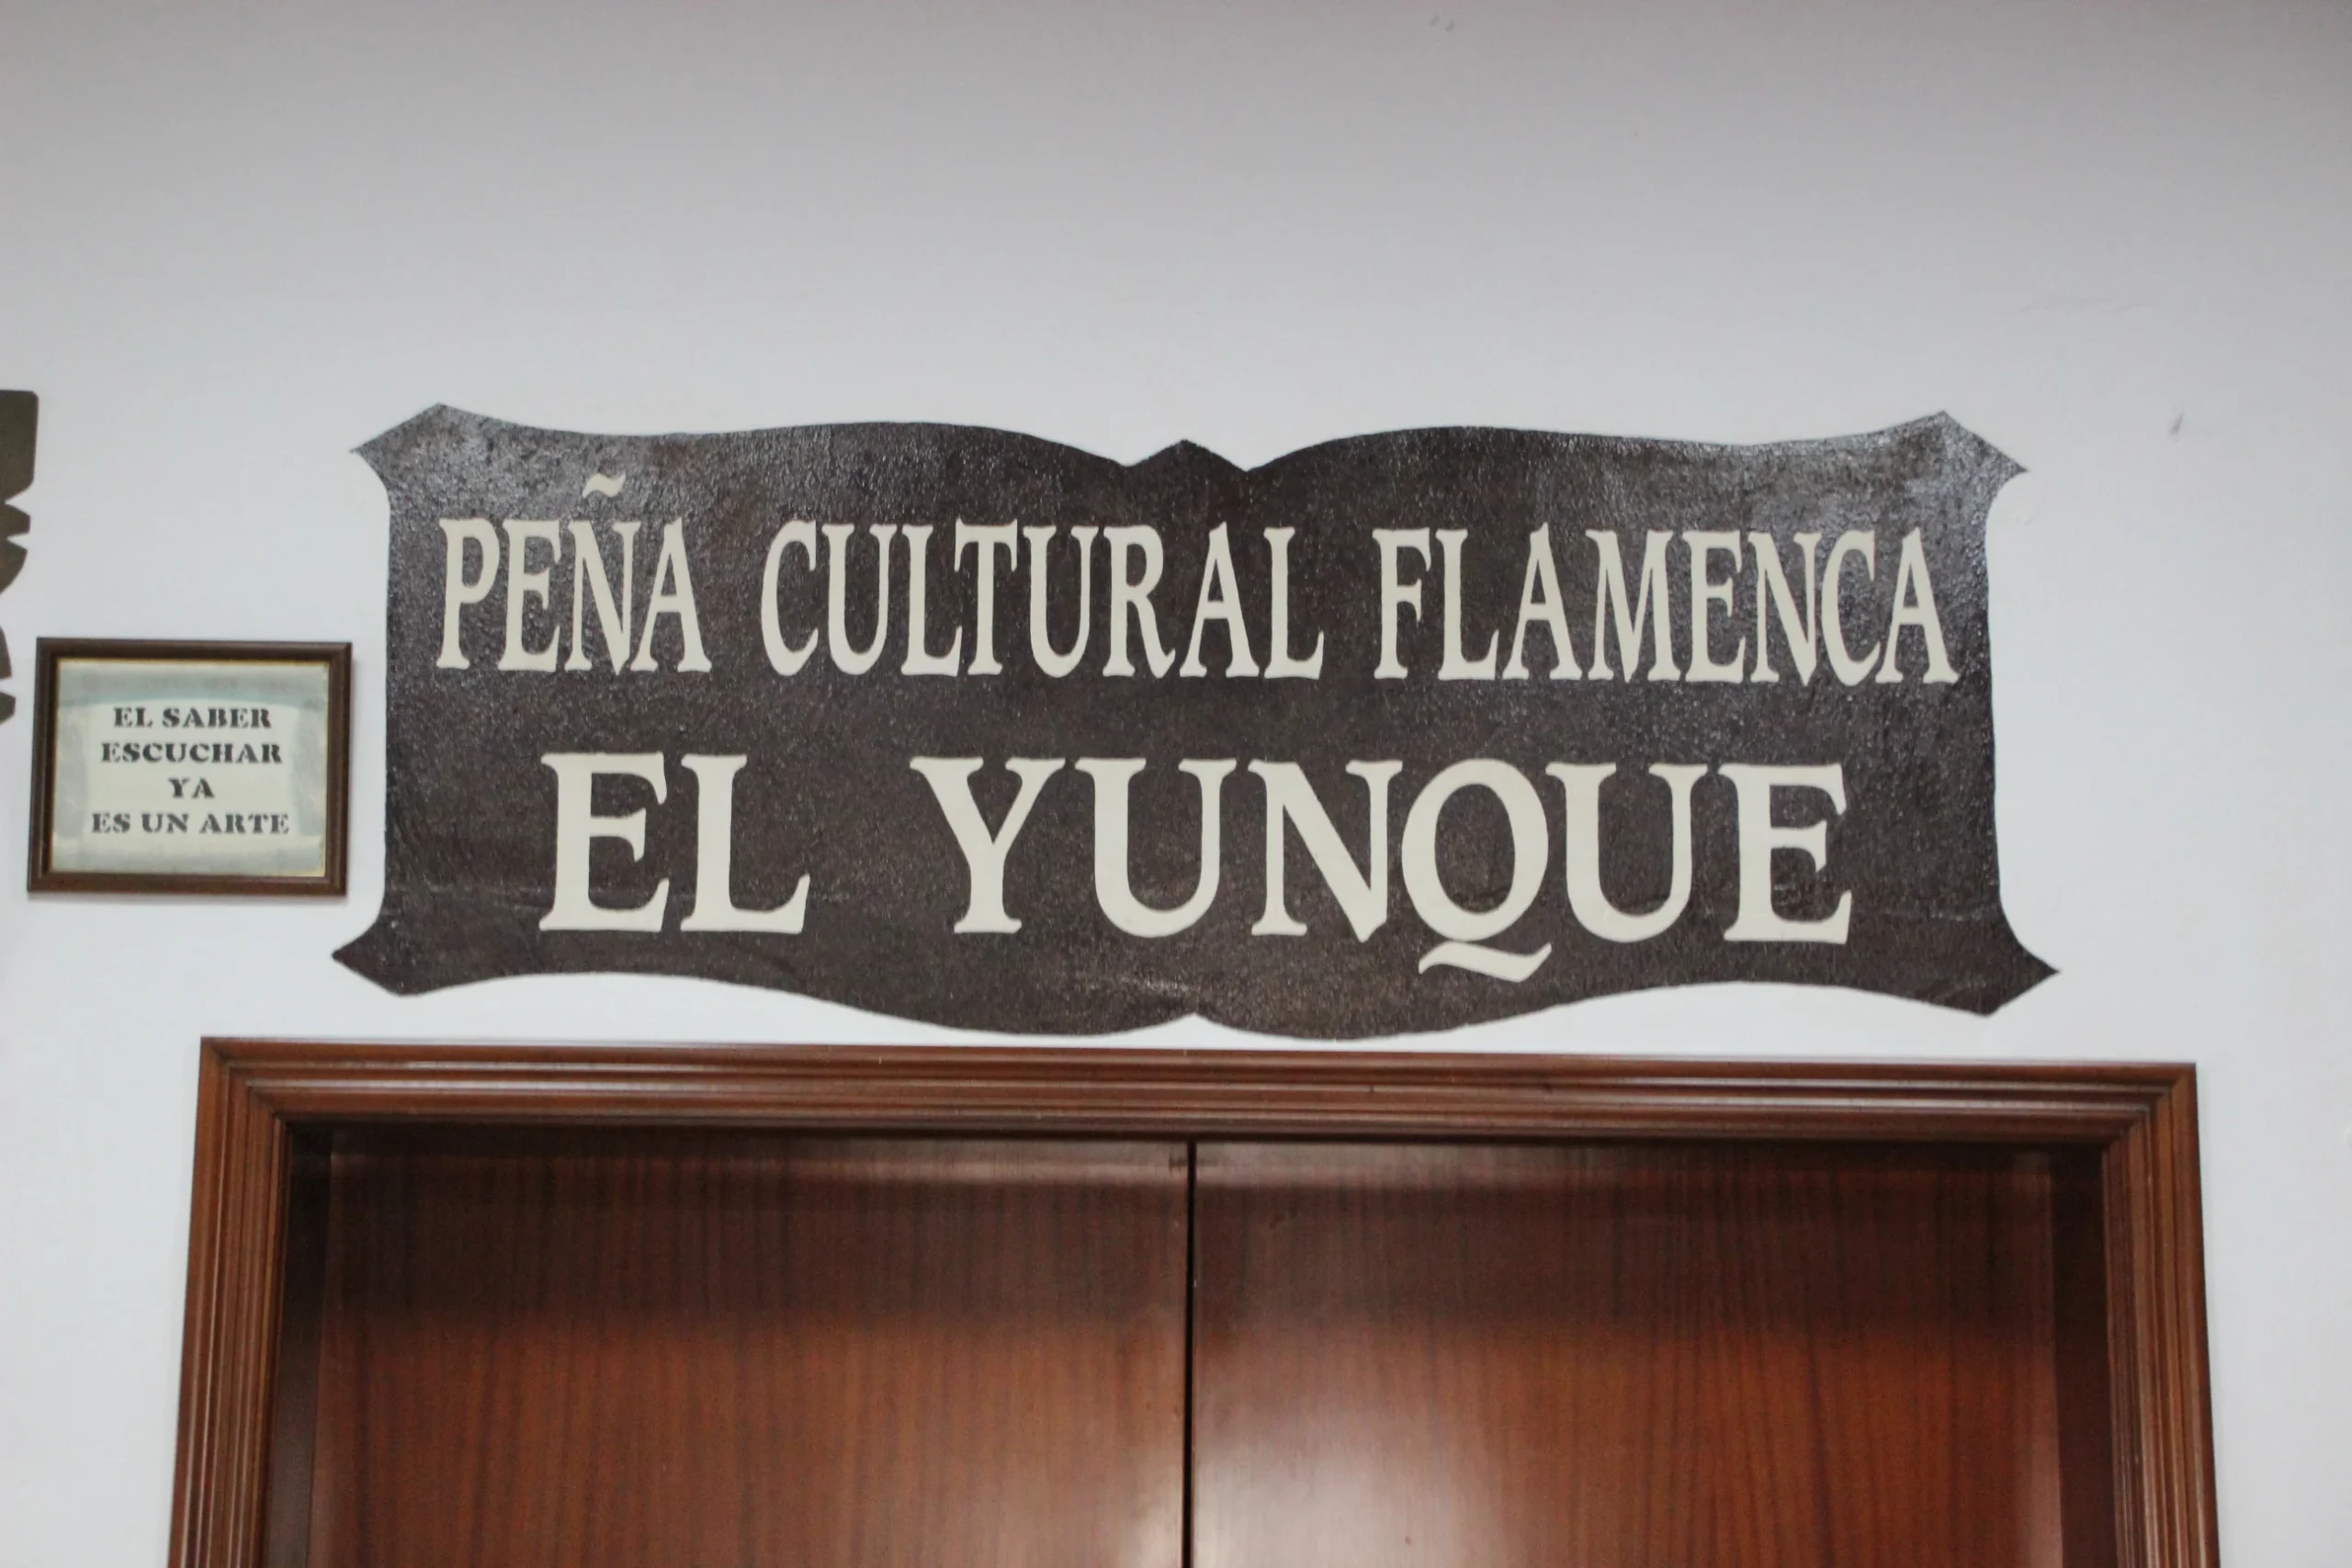 PEÑA CULTURAL FLAMENCA
EL YUNQUE
EL SABER
ESCUCHAR
YA
ES UN ARTE